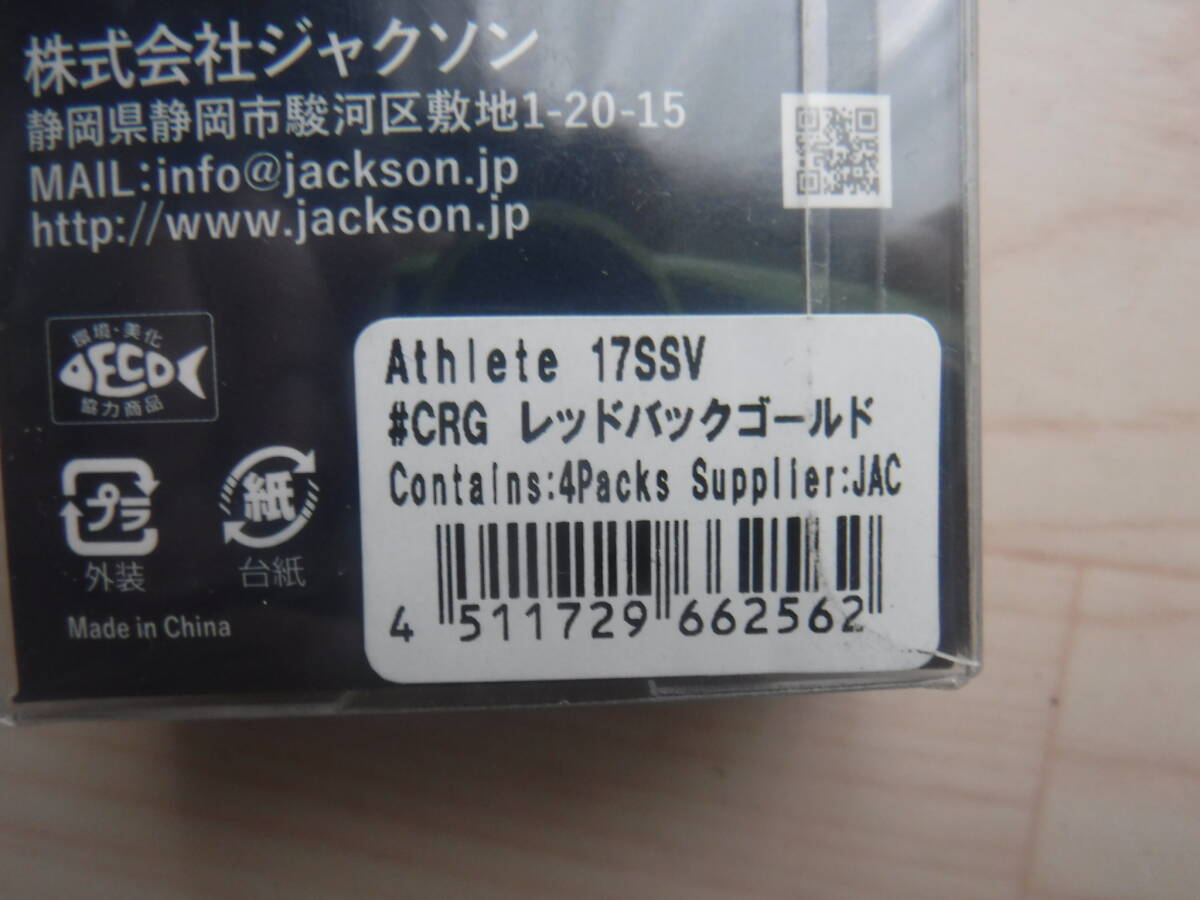 株式会社ジャクソン
静岡県静岡市駿河区敷地1-20-15
MAIL:info@jackson.jp
http://www.jackson.jp
環境・美化
ECO
協力商品
プラ
外装
紙
台紙
Made in China
Athlete 17SSV
#CRG レッドバックゴールド
Contains:4Packs Supplier:JAC
4 511729 662562